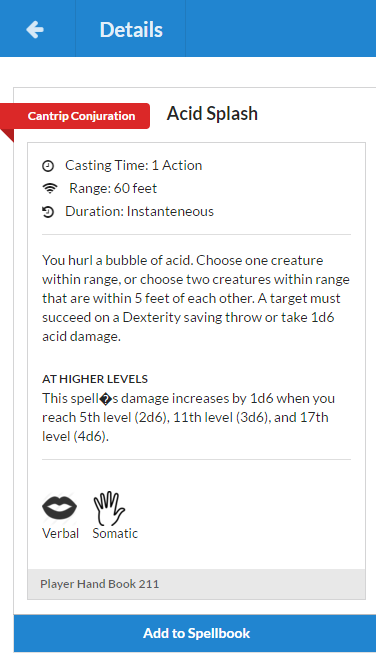 Details
Cantrip Conjuration
Acid Splash
Casting Time: 1 Action
Range: 60 feet
Duration: Instanteneous
You hurl a bubble of acid. Choose one creature
within range, or choose two creatures within range
that are within 5 feet of each other. A target must
succeed on a Dexterity saving throw or take 1d6
acid damage.
AT HIGHER LEVELS
This spell�s damage increases by 1d6 when you
reach 5th level (2d6), 11th level (3d6), and 17th
level (4d6).
Verbal Somatic
Player Hand Book 211
Add to Spellbook